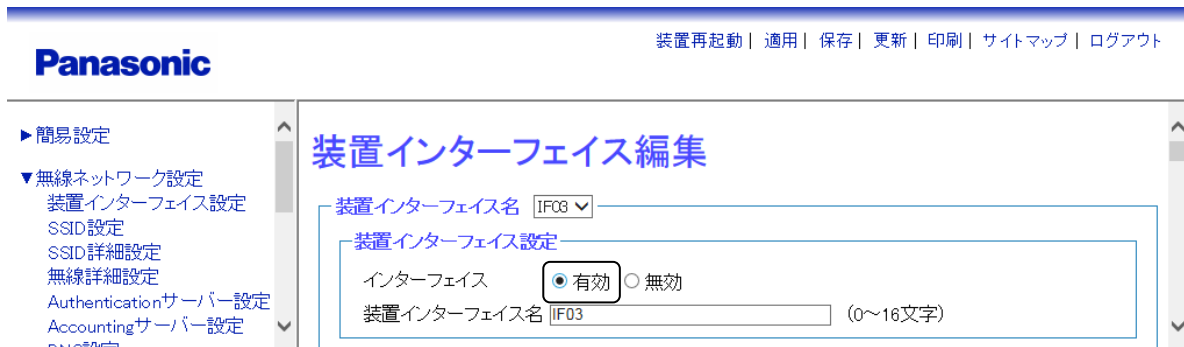 装置再起動| 適用| 保存| 更新| 印刷| サイトマップ| ログアウト
Panasonic
▶簡易設定
▼無線ネットワーク設定
装置インターフェイス設定
SSID設定
SSID詳細設定
無線詳細設定
Authenticationサーバー設定
Accountingサーバー設定
装置インターフェイス編集
装置インターフェイス名 IF03
装置インターフェイス設定
インターフェイス 有効 無効
装置インターフェイス名 IF03 (0～16文字)